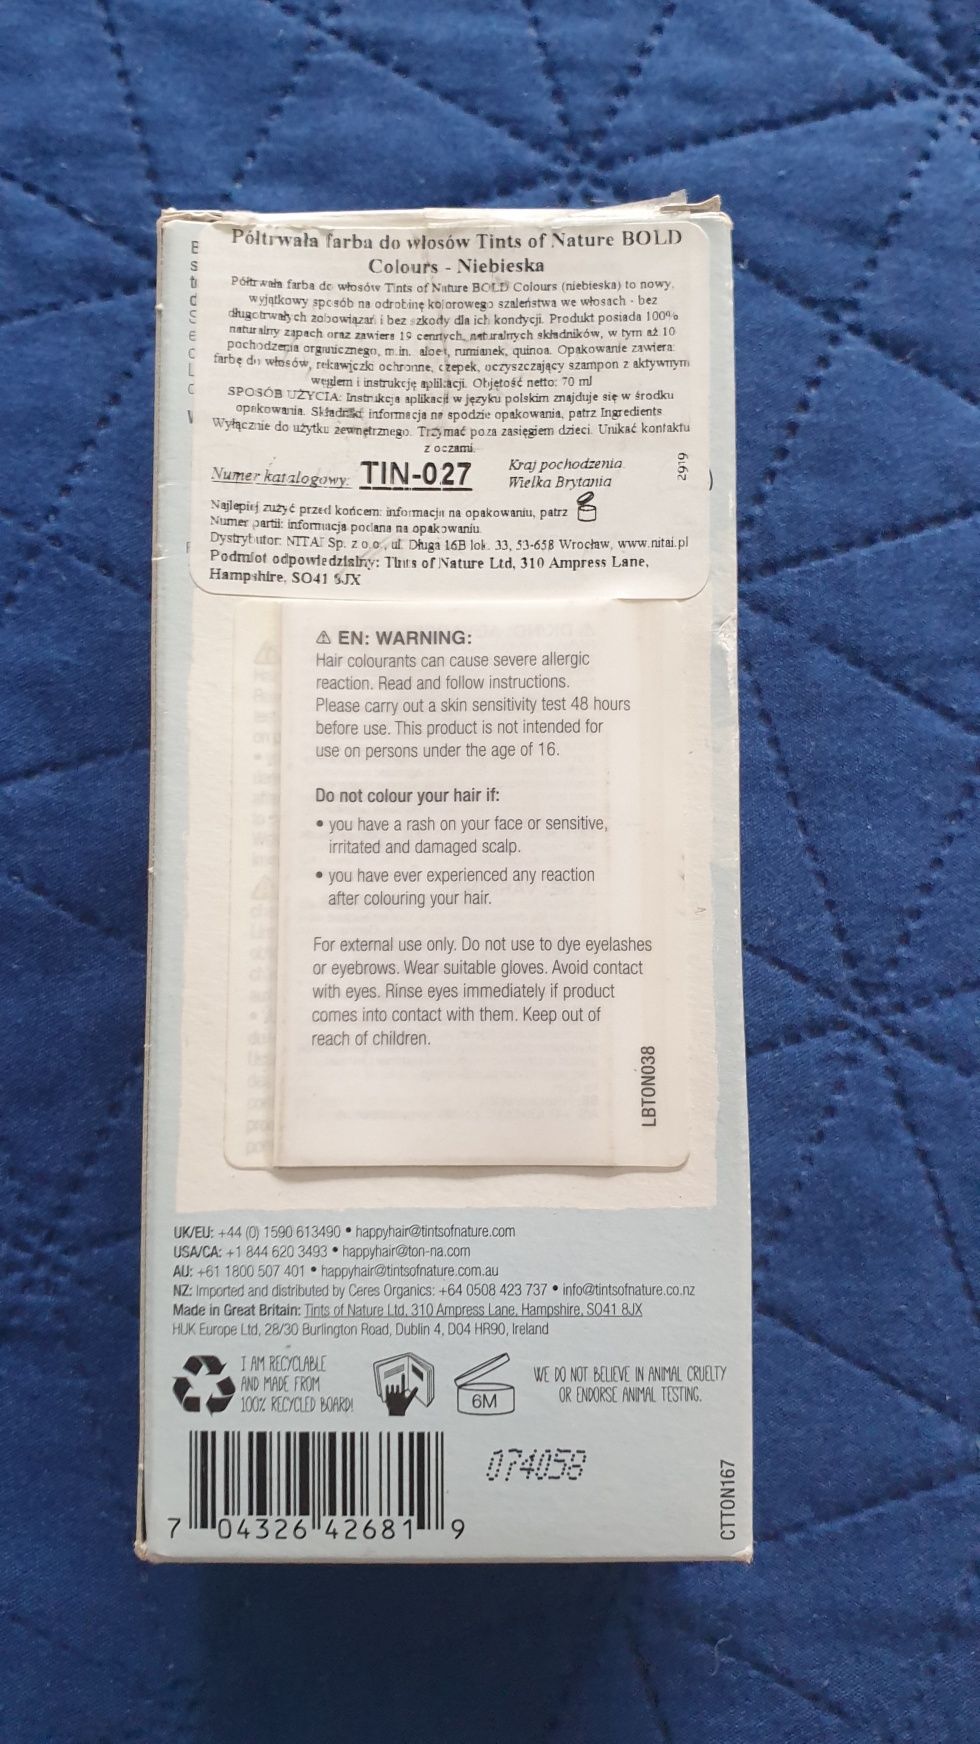 Półtrwała farba do włosów Tints of Nature BOLD
Colours - Niebieska
Półtrwała farba do włosów Tints of Nature BOLD Colours (niebieska) to nowy,
wyjątkowy sposób na odrobinę kolorowego szaleństwa we włosach - bez
długotrwałych zobowiązań i bez szkody dla ich kondycji. Produkt posiada 100%
naturalny zapach oraz zawiera 19 cennych, naturalnych składników, w tym aż 10
pochodzenia organicznego, m.in. aloes, rumianek, quinoa. Opakowanie zawiera:
farbę do włosów, rękawiczki ochronne, czepek, oczyszczający szampon z aktywnym
węglem i instrukcję aplikacji. Objętość netto: 70 ml
SPOSÓB UŻYCIA: Instrukcja aplikacji w języku polskim znajduje się w środku
opakowania. Składniki: informacja na spodzie opakowania, patrz Ingredients
Wyłącznie do użytku zewnętrznego. Trzymać poza zasięgiem dzieci. Unikać kontaktu
z oczami.
Numer katalogowy: TIN-027
Kraj pochodzenia:
Wielka Brytania
2919
Najlepiej zużyć przed końcem: informacja na opakowaniu, patrz
Numer partii: informacja podana na opakowaniu.
Dystrybutor: NITAI Sp. z o.o., ul. Długa 16B lok. 33, 53-658 Wrocław, www.nitai.pl
Podmiot odpowiedzialny: Tints of Nature Ltd, 310 Ampress Lane,
Hampshire, SO41 8JX
⚠ EN: WARNING:
Hair colourants can cause severe allergic
reaction. Read and follow instructions.
Please carry out a skin sensitivity test 48 hours
before use. This product is not intended for
use on persons under the age of 16.
Do not colour your hair if:
• you have a rash on your face or sensitive,
irritated and damaged scalp.
• you have ever experienced any reaction
after colouring your hair.
For external use only. Do not use to dye eyelashes
or eyebrows. Wear suitable gloves. Avoid contact
with eyes. Rinse eyes immediately if product
comes into contact with them. Keep out of
reach of children.
LBTON038
UK/EU: +44 (0) 1590 613490 • happyhair@tintsofnature.com
USA/CA: +1 844 620 3493 • happyhair@ton-na.com
AU: +61 1800 507 401 • happyhair@tintsofnature.com.au
NZ: Imported and distributed by Ceres Organics: +64 0508 423 737 • info@tintsofnature.co.nz
Made in Great Britain: Tints of Nature Ltd, 310 Ampress Lane, Hampshire, SO41 8JX
HUK Europe Ltd, 28/30 Burlington Road, Dublin 4, D04 HR90, Ireland
I AM RECYCLABLE
AND MADE FROM
100% RECYCLED BOARD!
6M
WE DO NOT BELIEVE IN ANIMAL CRUELTY
OR ENDORSE ANIMAL TESTING.
074058
7 04326 42681 9
CTTON167